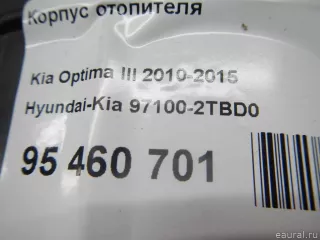 Корпус отопителя
Kia Optima III 2010-2015
Hyundai-Kia 97100-2TBD0
95 460 701
eaural.ru